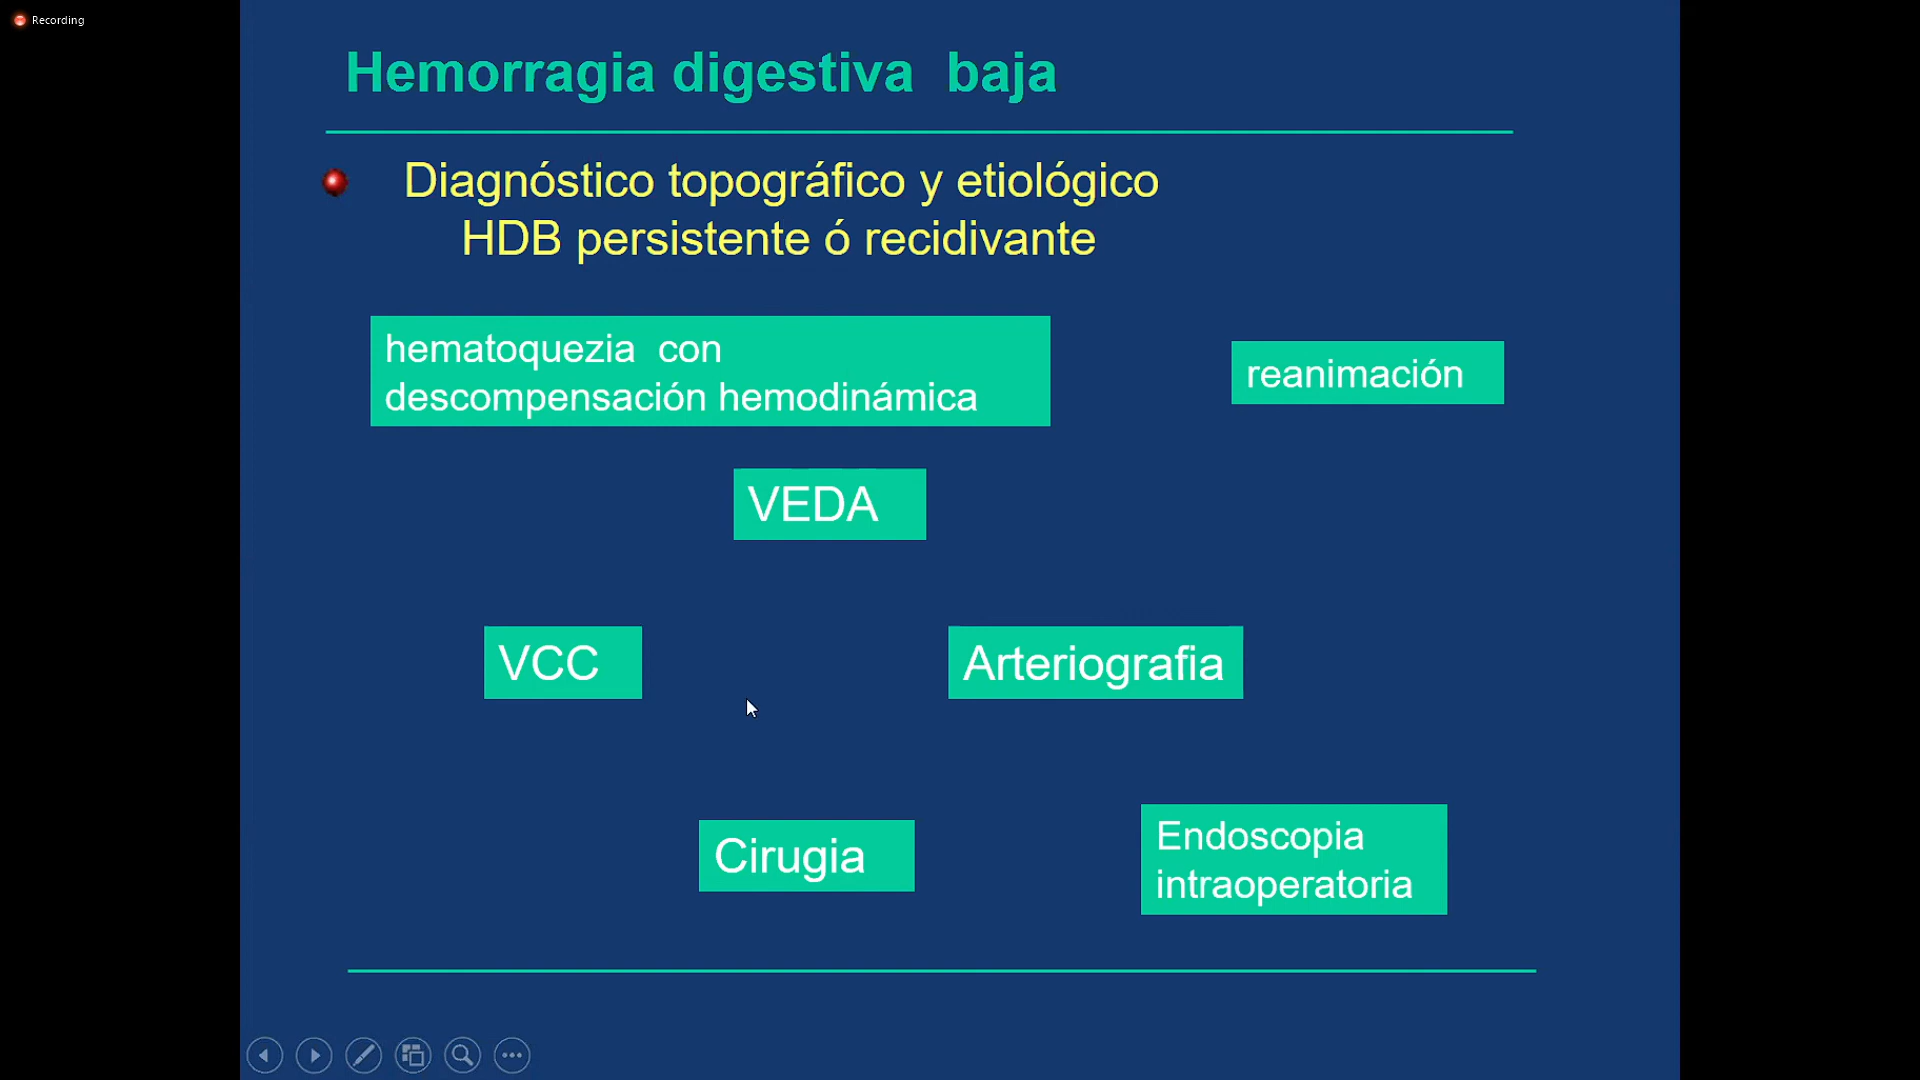 Recording
Hemorragia digestiva baja
Diagnóstico topográfico y etiológico
HDB persistente ó recidivante
hematoquezia con
descompensación hemodinámica
reanimación
VEDA
VCC
Arteriografia
Cirugia
Endoscopia
intraoperatoria